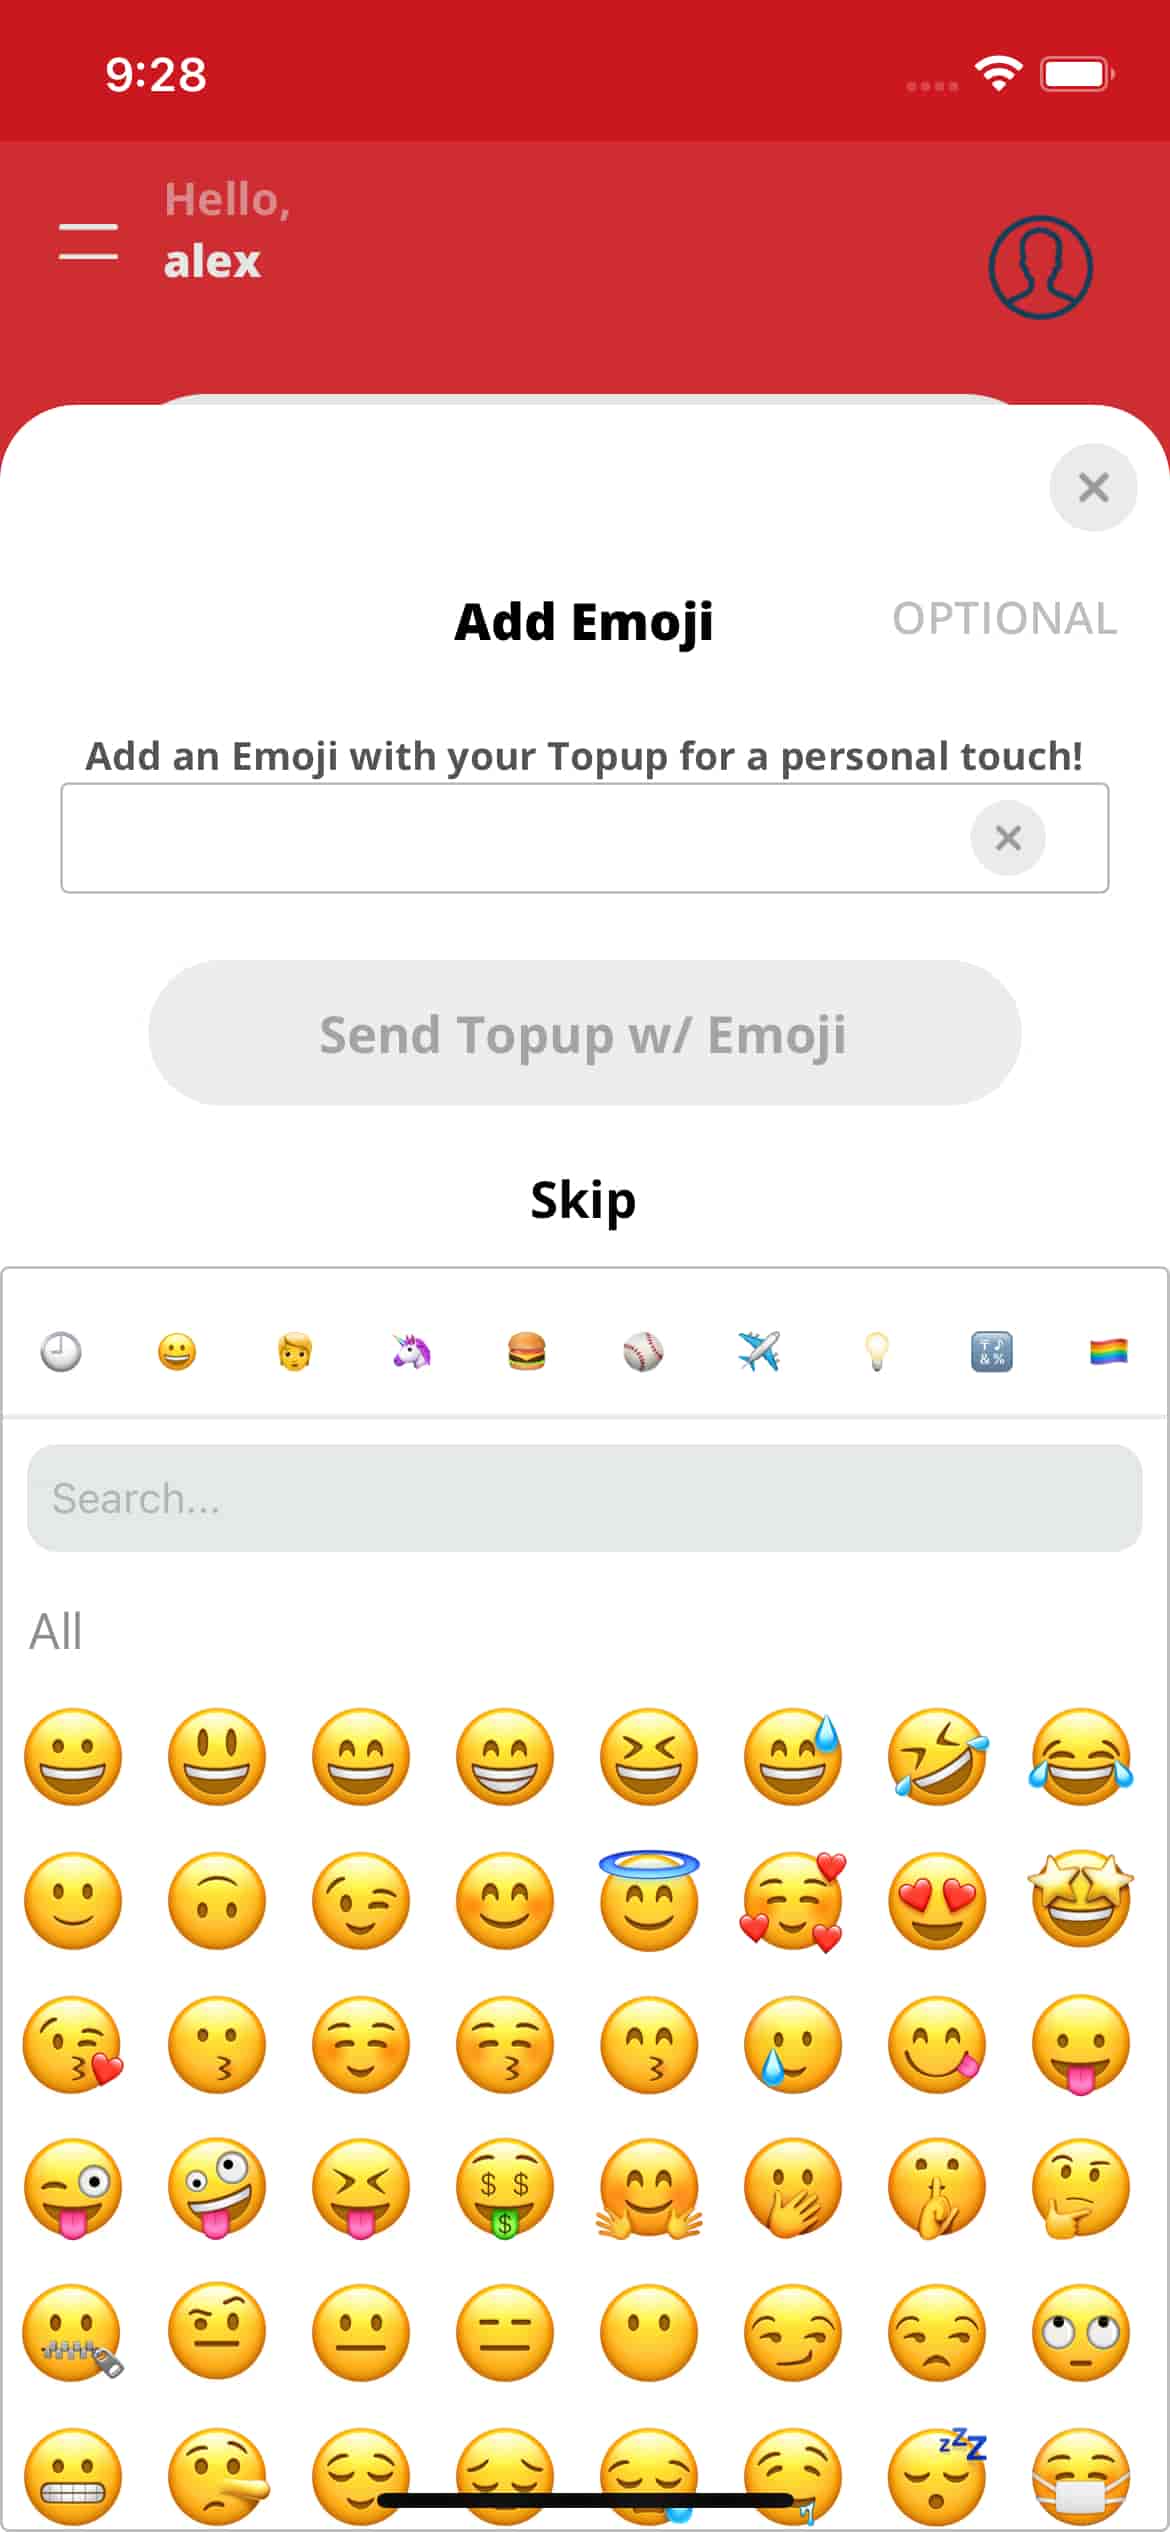 9:28
Hello,
alex
Add Emoji
OPTIONAL
Add an Emoji with your Topup for a personal touch!
Send Topup w/ Emoji
Skip
Search...
All